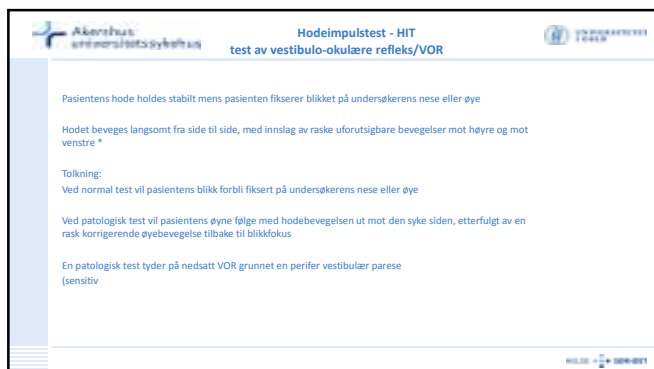 Akershus
universitetssykehus
Hodeimpulstest - HIT
test av vestibulo-okulære refleks/VOR
Pasientens hode holdes stabilt mens pasienten fikserer blikket på undersøkerens nese eller øye
Hodet beveges langsomt fra side til side, med innslag av raske uforutsigbare bevegelser mot høyre og mot
venstre *
Tolkning:
Ved normal test vil pasientens blikk forbli fiksert på undersøkerens nese eller øye
Ved patologisk test vil pasientens øyne følge med hodebevegelsen ut mot den syke siden, etterfulgt av en
rask korrigerende øyebevegelse tilbake til blikkfokus
En patologisk test tyder på nedsatt VOR grunnet en perifer vestibulær parese
(sensitiv